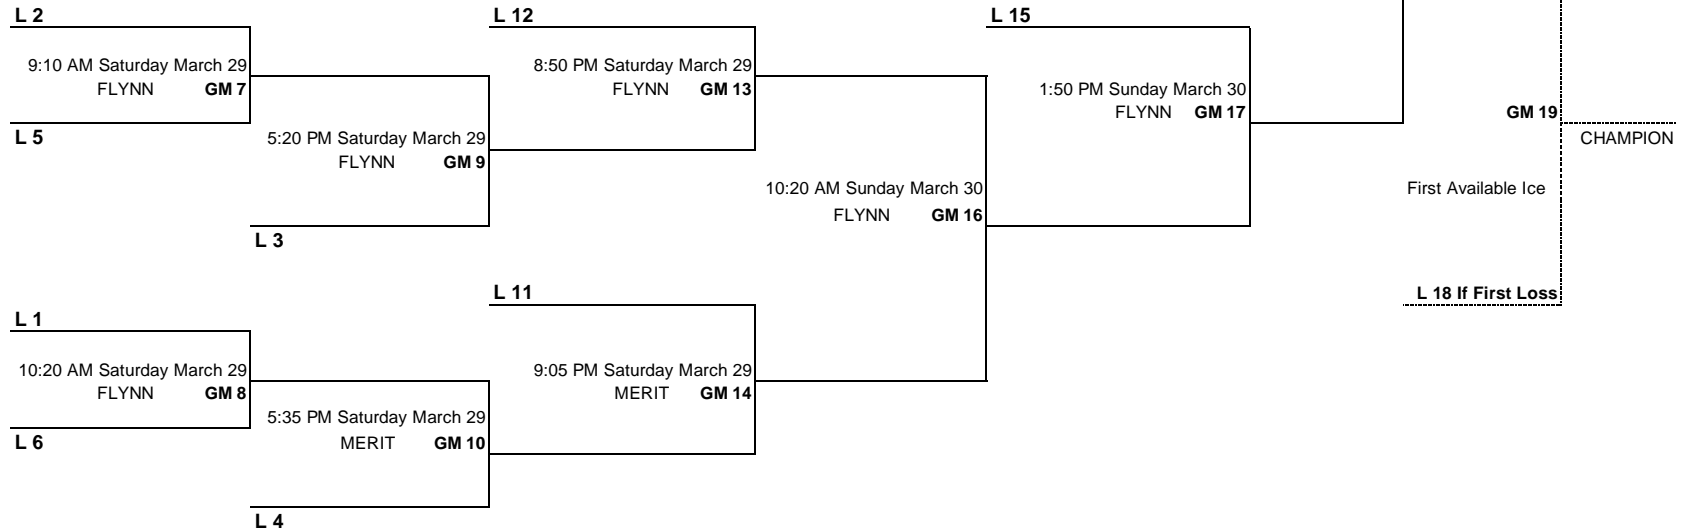 L 2
L 12
L 15
9:10 AM Saturday March 29
FLYNN GM 7
8:50 PM Saturday March 29
FLYNN GM 13
1:50 PM Sunday March 30
FLYNN GM 17
GM 19
L 5
5:20 PM Saturday March 29
FLYNN GM 9
CHAMPION
10:20 AM Sunday March 30
FLYNN GM 16
First Available Ice
L 3
L 11
L 18 If First Loss
L 1
10:20 AM Saturday March 29
FLYNN GM 8
9:05 PM Saturday March 29
MERIT GM 14
5:35 PM Saturday March 29
MERIT GM 10
L 6
L 4